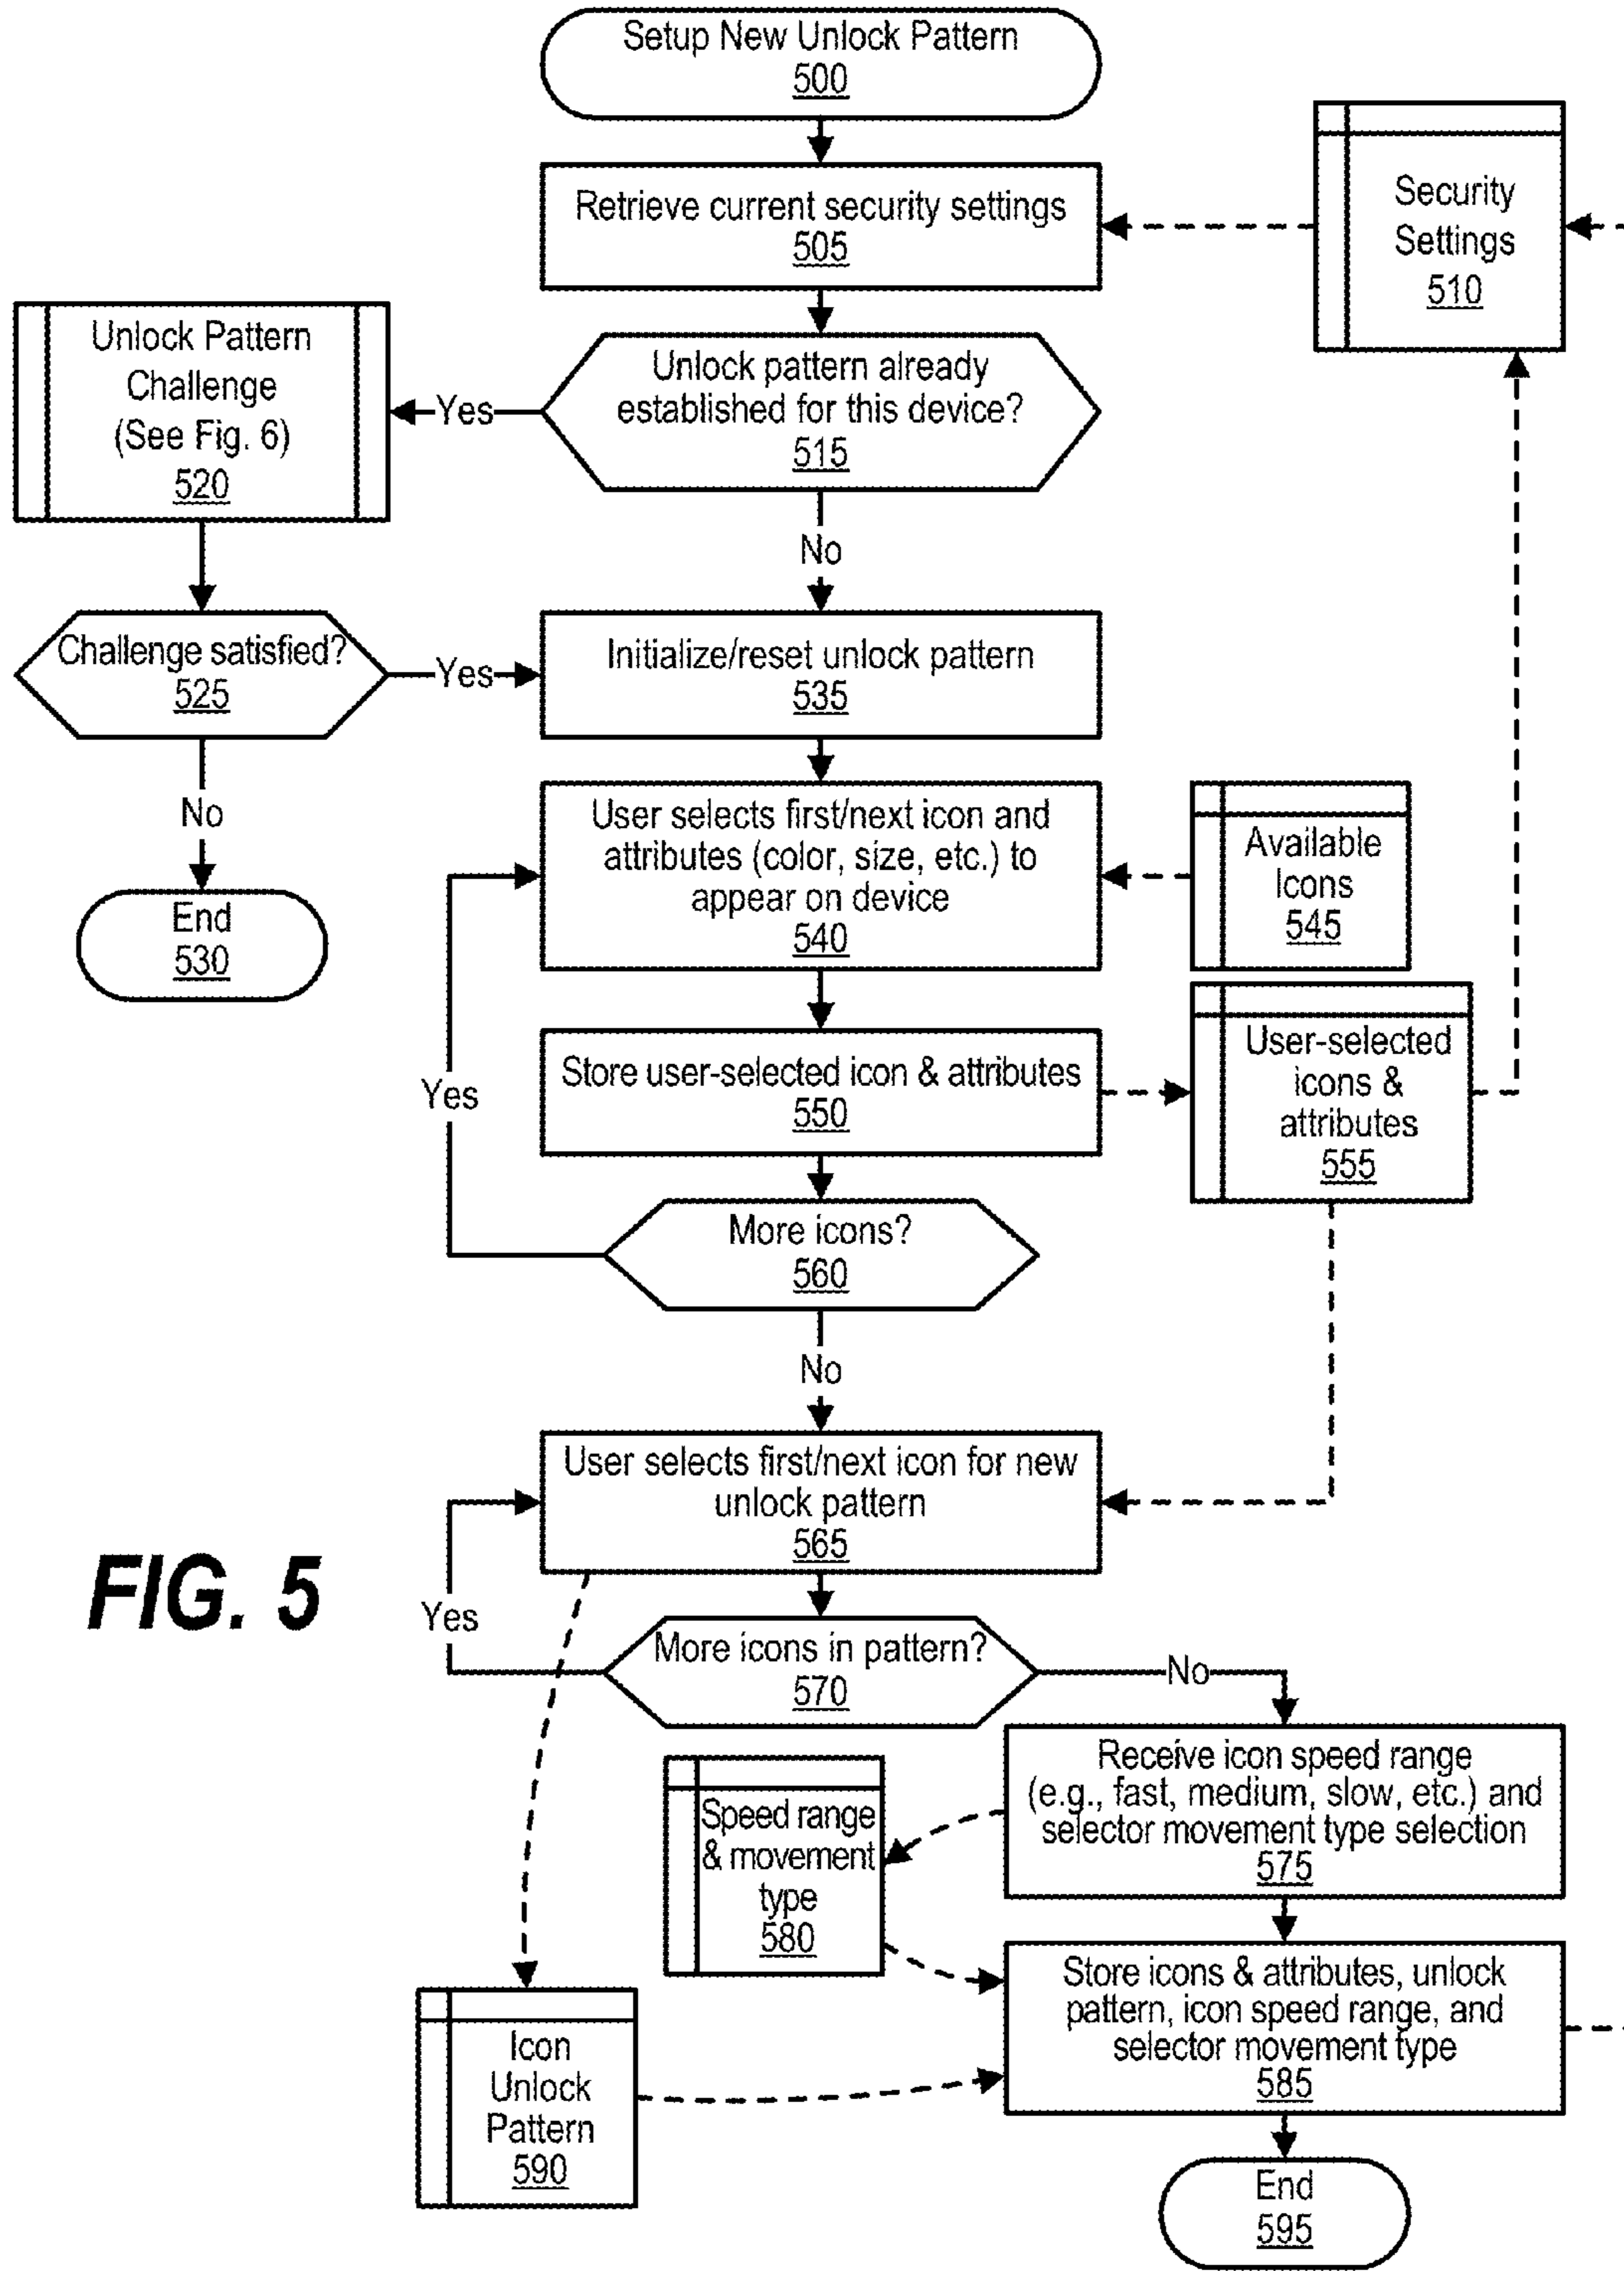 Setup New Unlock Pattern
500
Retrieve current security settings
505
Security
Settings
510
Unlock pattern already
established for this device?
515
Yes
Unlock Pattern
Challenge
(See Fig. 6)
520
No
Challenge satisfied?
525
Yes
Initialize/reset unlock pattern
535
No
End
530
User selects first/next icon and
attributes (color, size, etc.) to
appear on device
540
Available
Icons
545
Store user-selected icon & attributes
550
User-selected
icons &
attributes
555
Yes
More icons?
560
No
User selects first/next icon for new
unlock pattern
565
FIG. 5
Yes
More icons in pattern?
570
No
Receive icon speed range
(e.g., fast, medium, slow, etc.) and
selector movement type selection
575
Speed range
& movement
type
580
Store icons & attributes, unlock
pattern, icon speed range, and
selector movement type
585
Icon
Unlock
Pattern
590
End
595